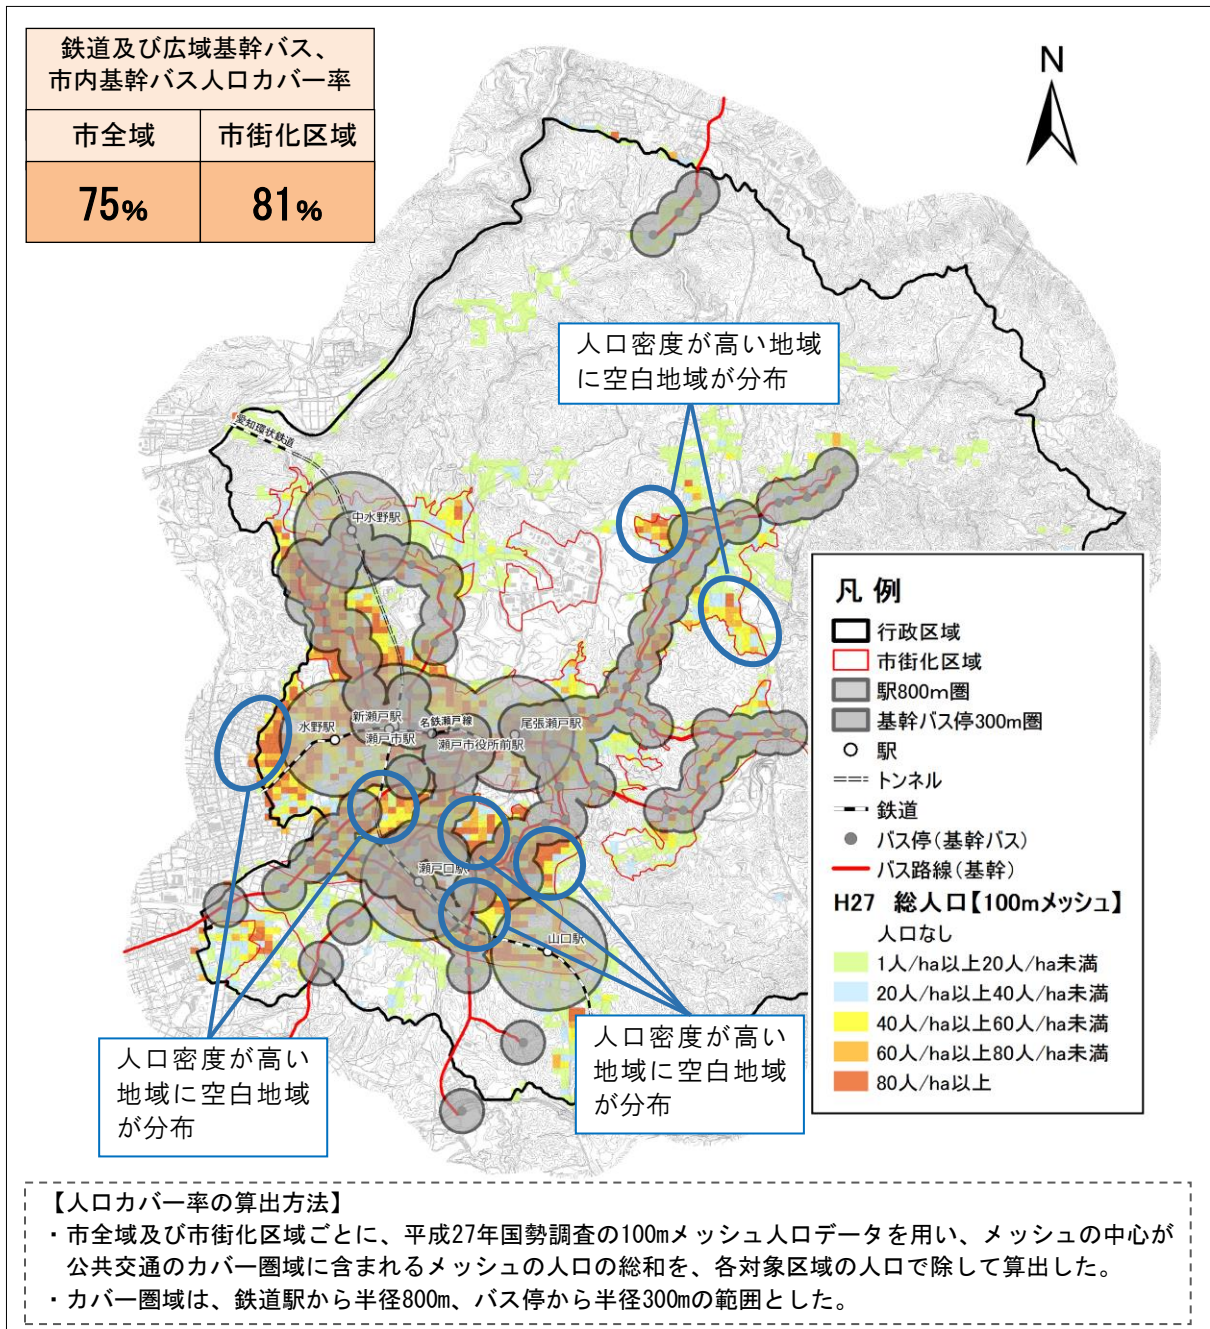 鉄道及び広域基幹バス、
市内基幹バス人口カバー率
市全域
市街化区域
75%
81%
N
人口密度が高い地域
に空白地域が分布
愛知環状鉄道
中水野駅
水野駅
新瀬戸駅
瀬戸市駅
名鉄瀬戸線
瀬戸市役所前駅
尾張瀬戸駅
瀬戸口駅
山口駅
人口密度が高い
地域に空白地域
が分布
人口密度が高い
地域に空白地域
が分布
凡 例
行政区域
市街化区域
駅800m圏
基幹バス停300m圏
駅
トンネル
鉄道
バス停(基幹バス)
バス路線(基幹)
H27 総人口【100mメッシュ】
人口なし
1人/ha以上20人/ha未満
20人/ha以上40人/ha未満
40人/ha以上60人/ha未満
60人/ha以上80人/ha未満
80人/ha以上
【人口カバー率の算出方法】
・市全域及び市街化区域ごとに、平成27年国勢調査の100mメッシュ人口データを用い、メッシュの中心が
公共交通のカバー圏域に含まれるメッシュの人口の総和を、各対象区域の人口で除して算出した。
・カバー圏域は、鉄道駅から半径800m、バス停から半径300mの範囲とした。